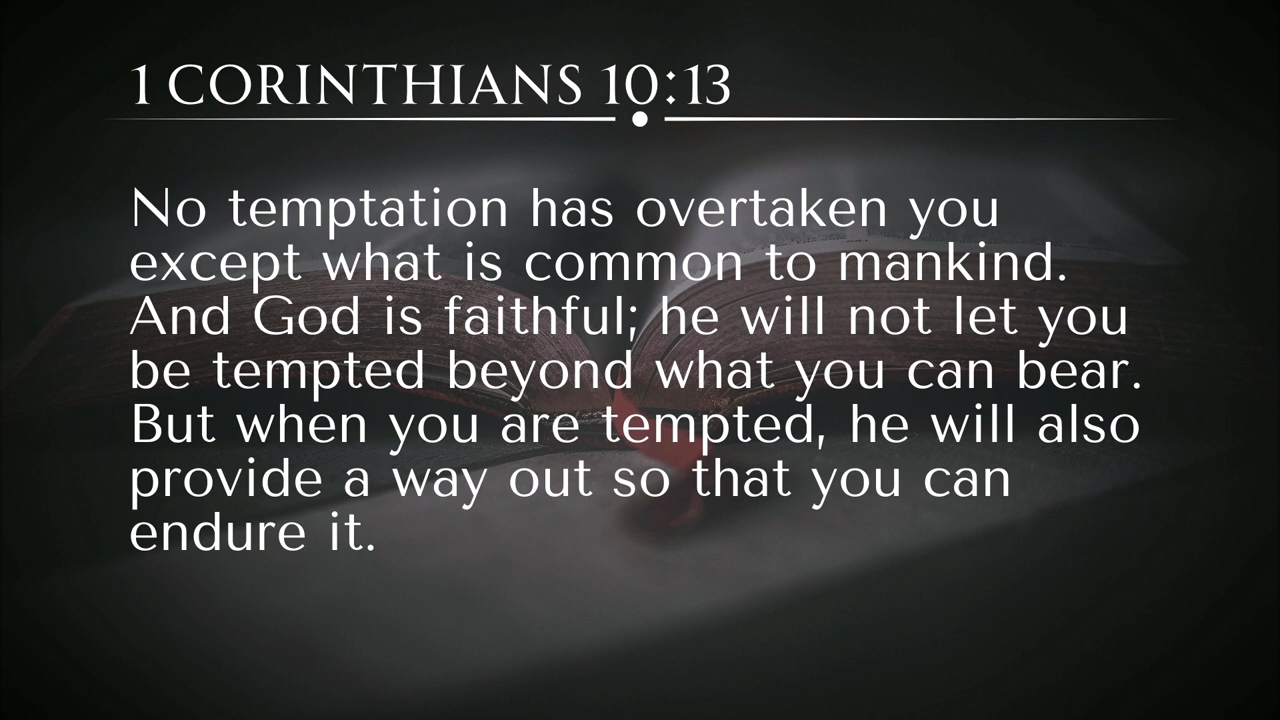 1 CORINTHIANS 10:13
No temptation has overtaken you
except what is common to mankind.
And God is faithful; he will not let you
be tempted beyond what you can bear.
But when you are tempted, he will also
provide a way out so that you can
endure it.